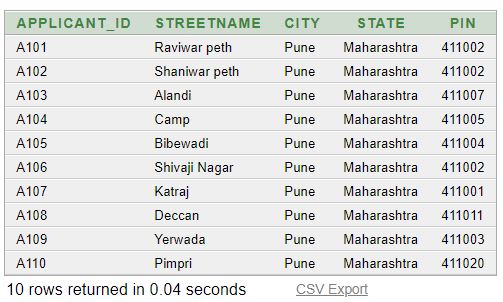 APPLICANT_ID STREETNAME CITY STATE PIN
A101 Raviwar peth Pune Maharashtra 411002
A102 Shaniwar peth Pune Maharashtra 411002
A103 Alandi Pune Maharashtra 411007
A104 Camp Pune Maharashtra 411005
A105 Bibewadi Pune Maharashtra 411004
A106 Shivaji Nagar Pune Maharashtra 411002
A107 Katraj Pune Maharashtra 411001
A108 Deccan Pune Maharashtra 411011
A109 Yerwada Pune Maharashtra 411003
A110 Pimpri Pune Maharashtra 411020
10 rows returned in 0.04 seconds CSV Export